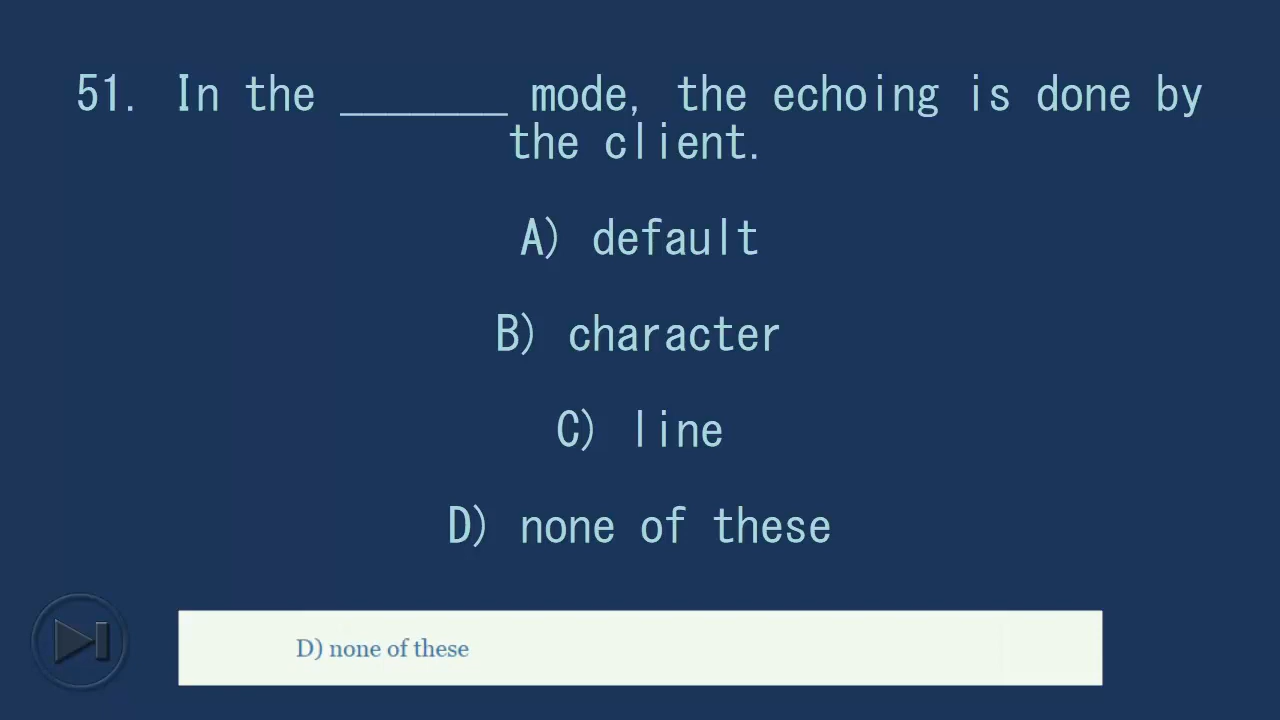 51. In the _______ mode, the echoing is done by
the client.
A) default
B) character
C) line
D) none of these
D) none of these